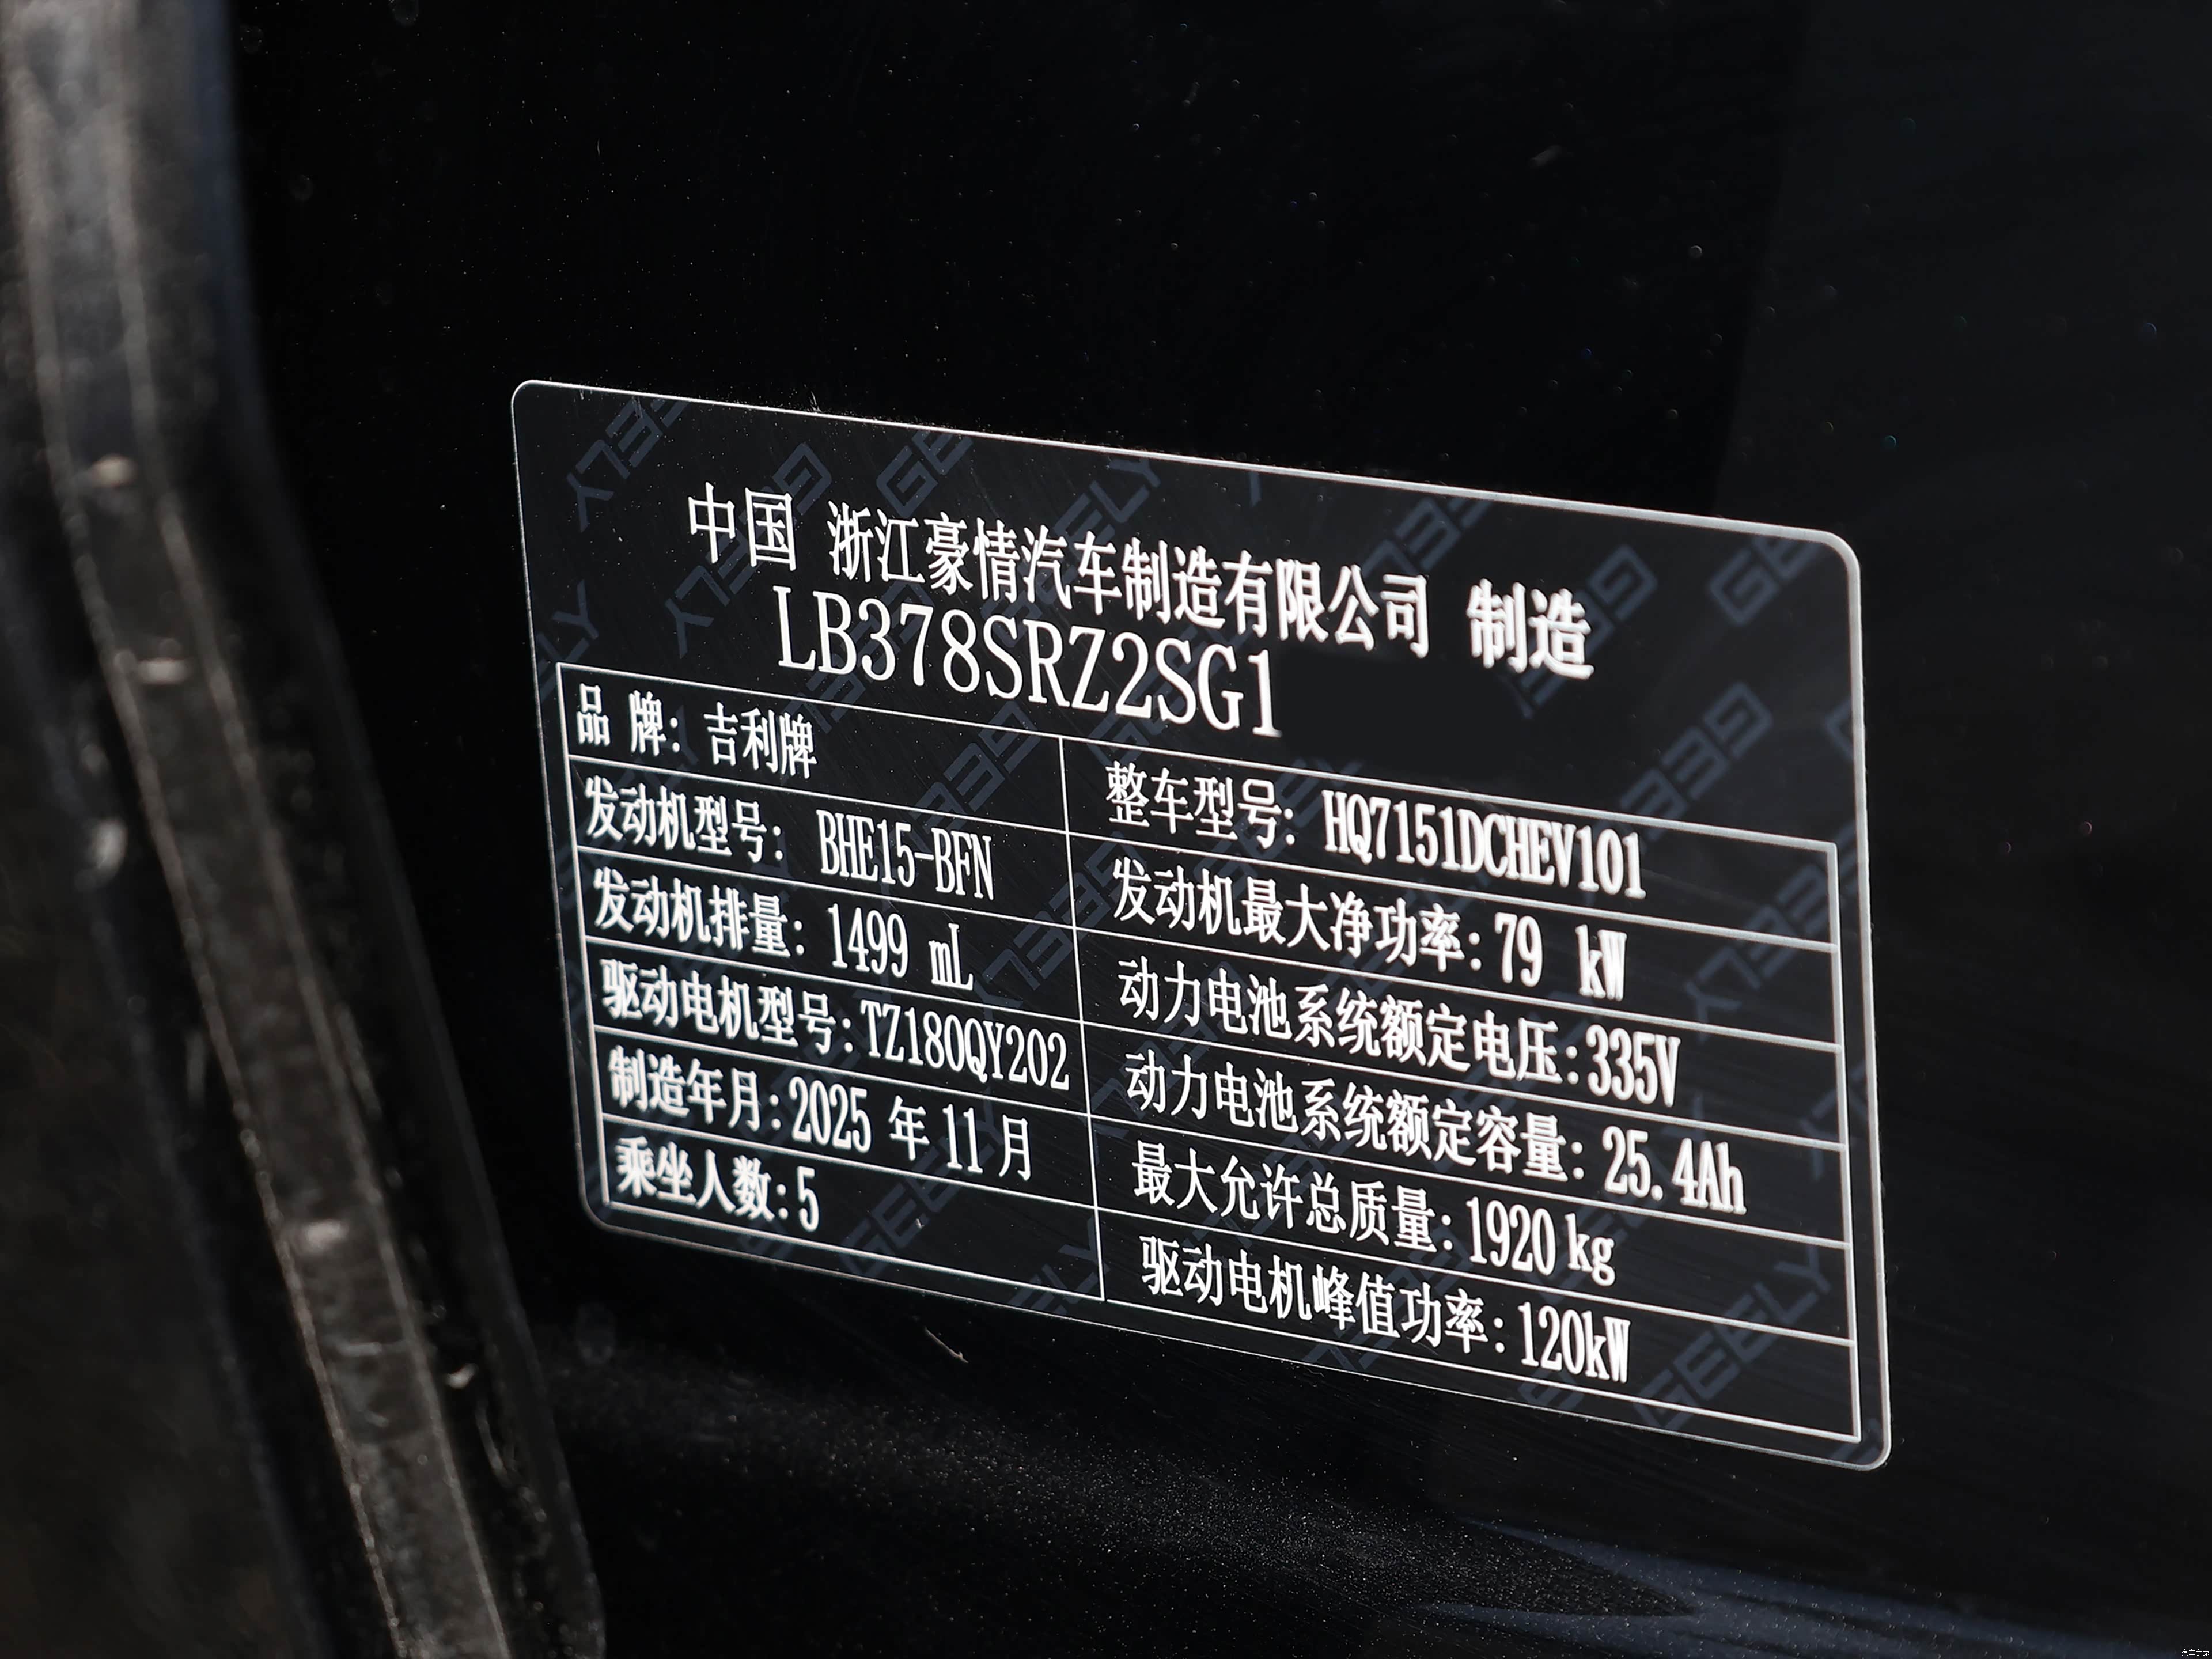 中国 浙江豪情汽车制造有限公司 制造
LB378SRZ2SG1
品 牌：吉利牌
整车型号：HQ7151DCHEV101
发动机型号：BHE15-BFN
发动机最大净功率：79 kW
发动机排量：1499 mL
动力电池系统额定电压：335V
驱动电机型号：TZ180QY202
动力电池系统额定容量：25.4Ah
制造年月：2025 年 11 月
最大允许总质量：1920 kg
乘坐人数：5
驱动电机峰值功率：120kW
GEELY
汽车之家